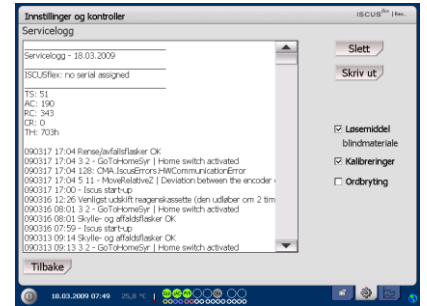 Innstillinger og kontroller
ISCUSflex | Rev.
Servicelogg
Servicelogg - 18.03.2009
ISCUSflex: no serial assigned
TS: 51
AC: 190
RC: 343
CR: 0
TH: 703h
090317 17:04 Rense/avfallsflasker OK
090317 17:04 3 2 - GoToHomeSyr | Home switch activated
090317 17:04 128: CMA.IscusErrors.HWCommunicationError
090317 17:04 5 11 - MoveRelativeZ | Deviation between the encoder
090317 17:00 - Iscus start-up
090316 12:26 Venligst udskift reagenskassette (den udløber om 2 tim
090316 08:01 3 2 - GoToHomeSyr | Home switch activated
090316 08:01 Skylle- og affaldsflasker OK
090316 07:59 - Iscus start-up
090313 09:14 Skylle- og affaldsflasker OK
090313 09:13 3 2 - GoToHomeSyr | Home switch activated
Slett
Skriv ut
Løsemiddel
blindmateriale
Kalibreringer
Ordbryting
Tilbake
18.03.2009 07:49 25,8 °C